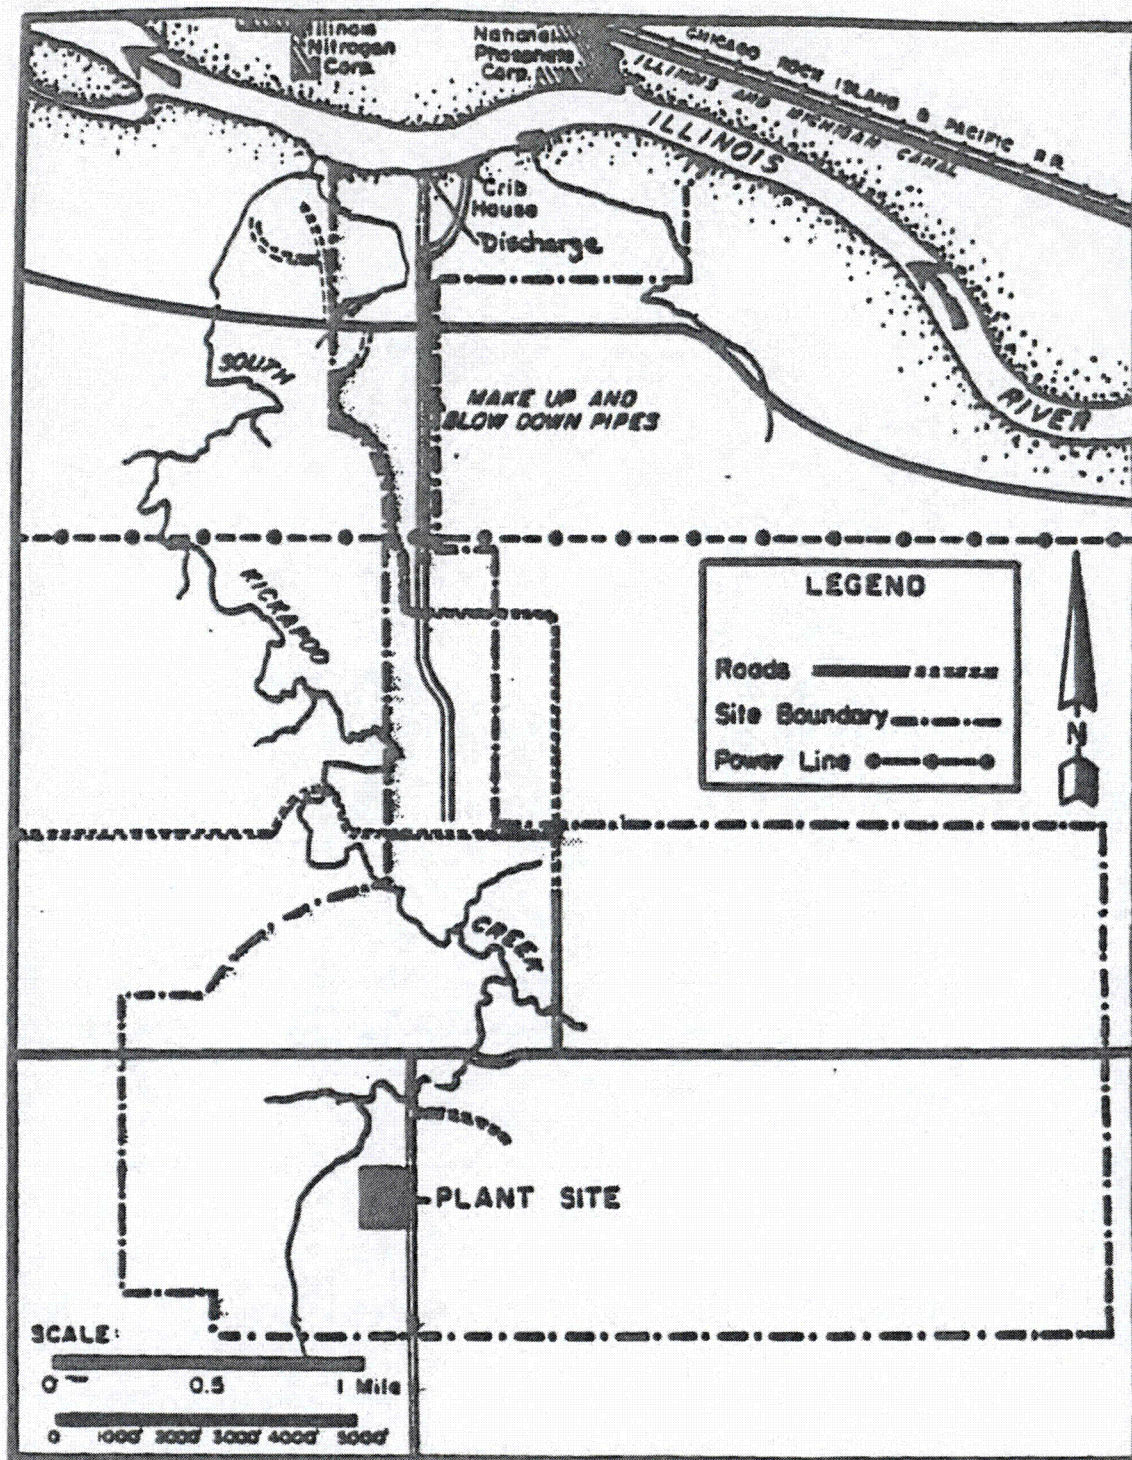 Illinois
Nitrogen
Corp.
National
Phosphate
Corp.
CHICAGO ROCK ISLAND & PACIFIC R.R.
ILLINOIS AND MICHIGAN CANAL
ILLINOIS
RIVER
Crib
House
Discharge
SOUTH
MAKE UP AND
BLOW DOWN PIPES
KICKAPOO
LEGEND
Roads
Site Boundary
Power Line
N
CREEK
PLANT SITE
SCALE:
0 0.5 1 Mile
0 1000' 2000' 3000' 4000' 5000'